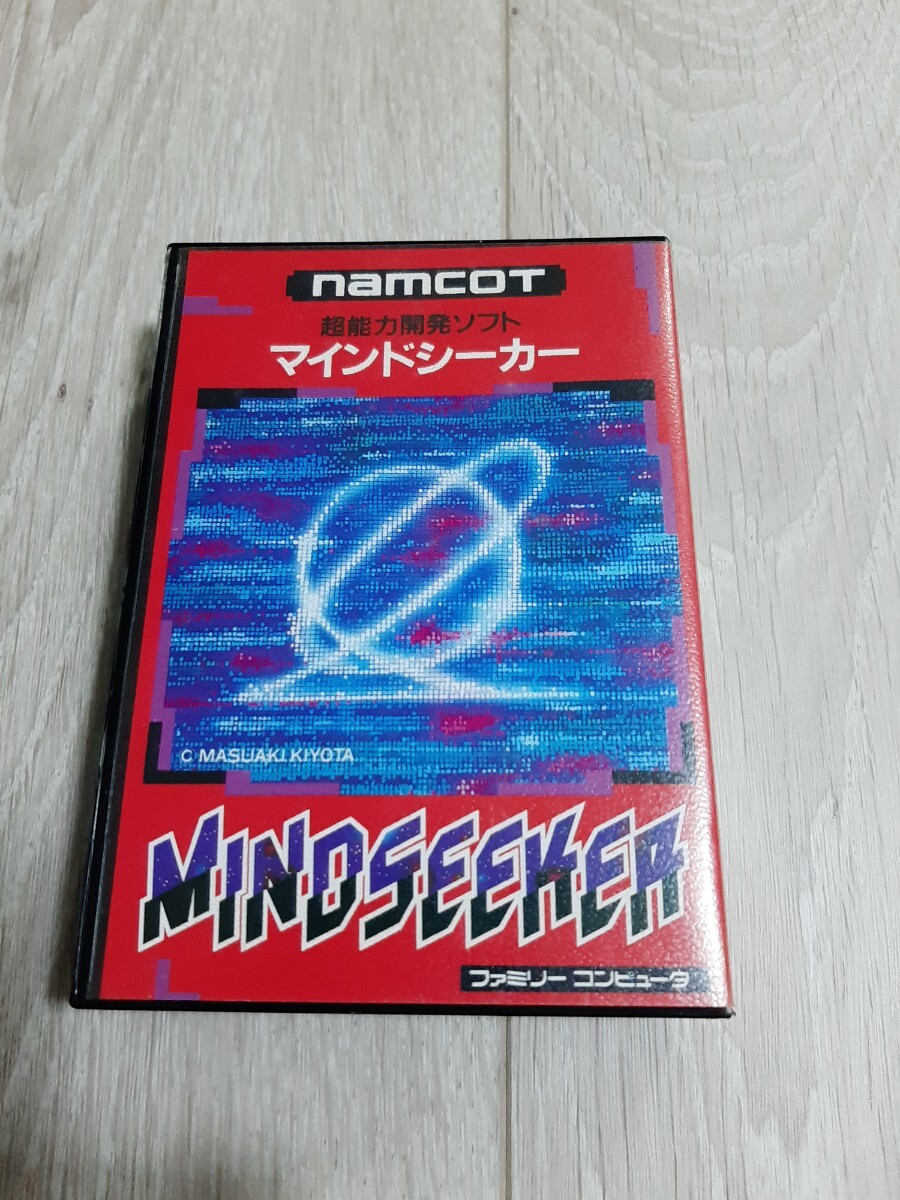 namcot
超能力開発ソフト
マインドシーカー
© MASUAKI KIYOTA
MINDSEEKER
ファミリー コンピュータ